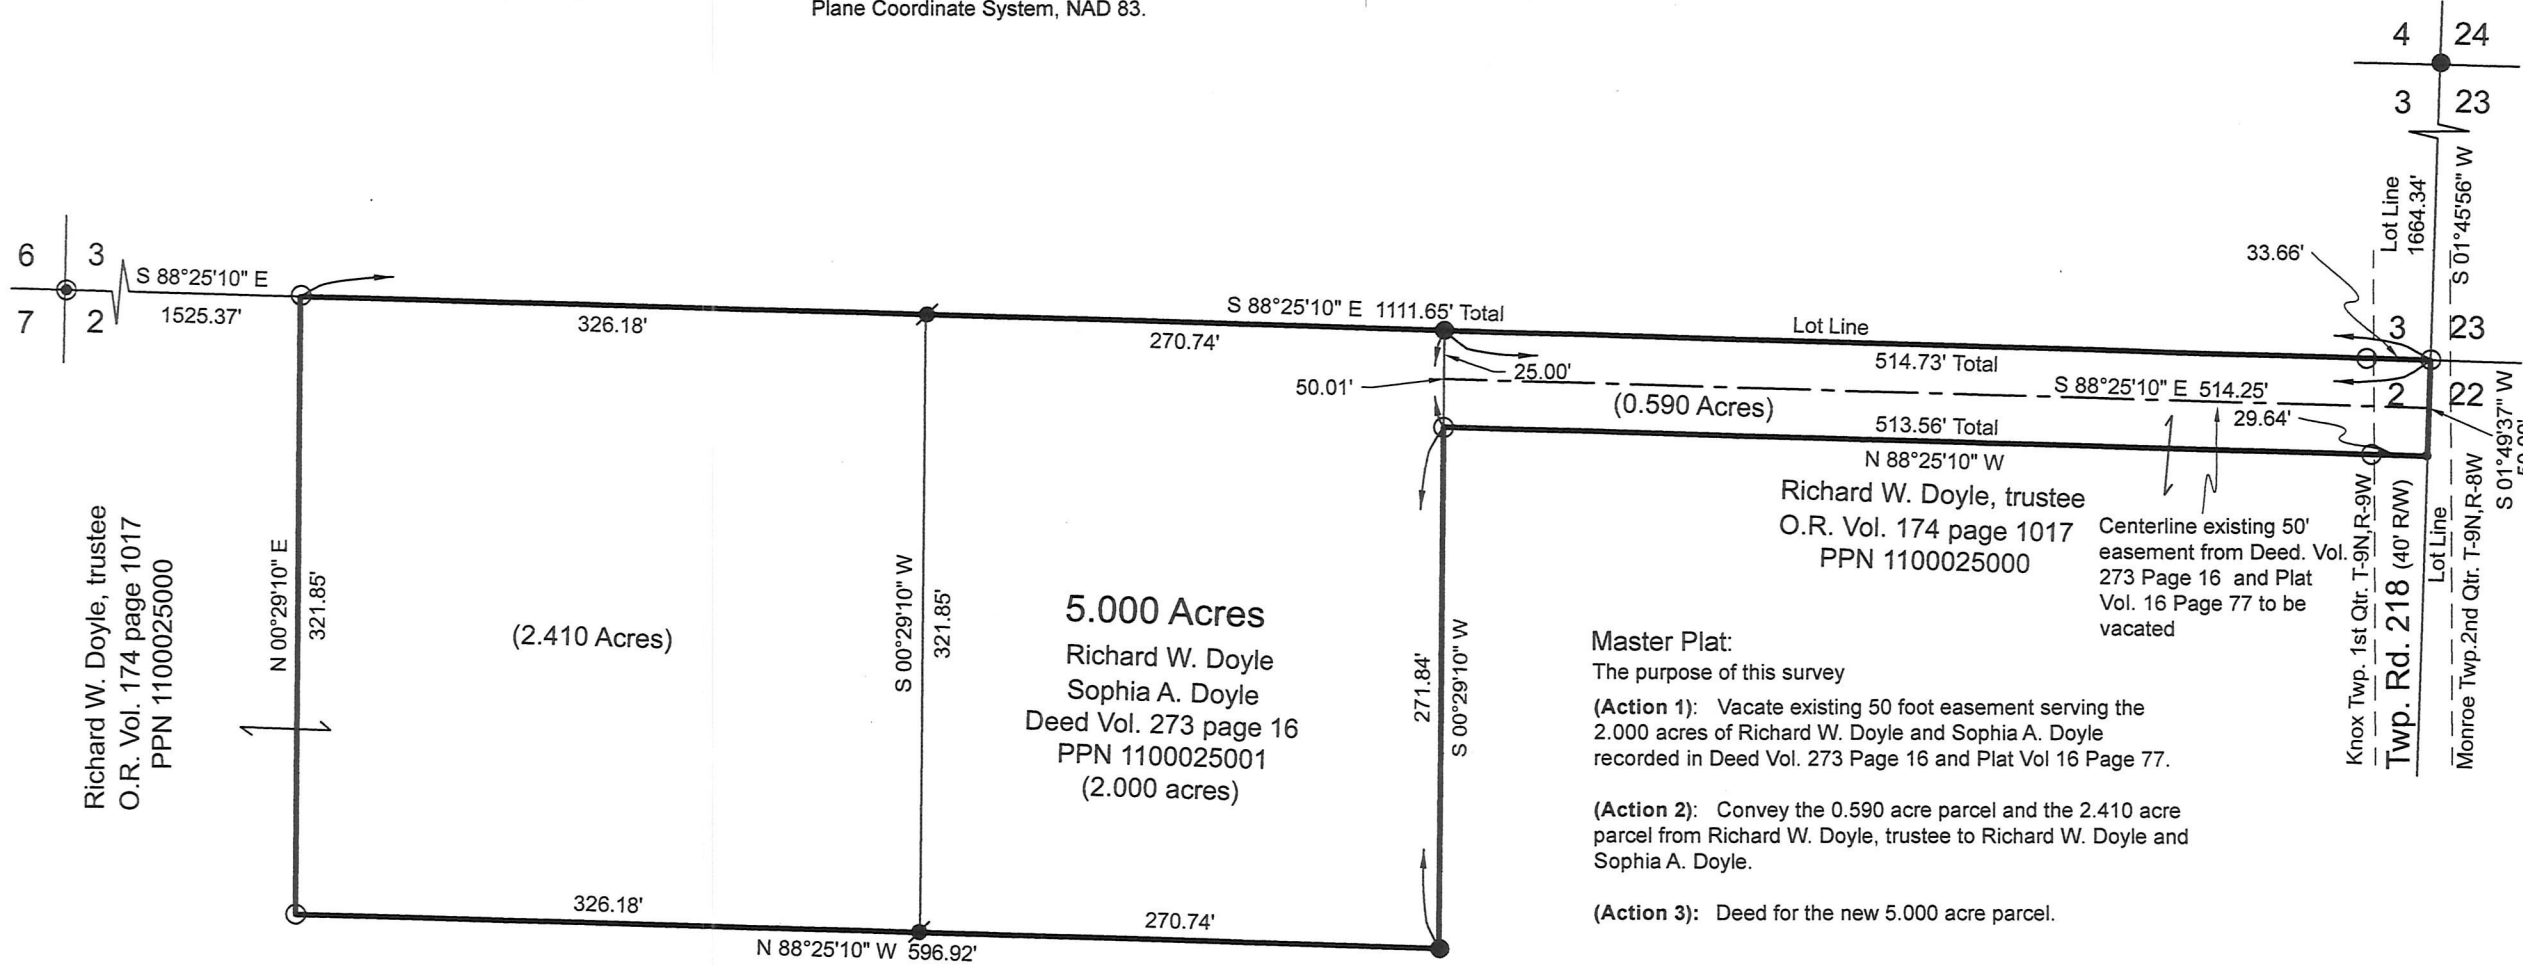 Plane Coordinate System, NAD 83.
4 24
3 23
Lot Line
1664.34'
S 01°45'56" W
6 3
7 2
S 88°25'10" E
1525.37'
326.18'
S 88°25'10" E 1111.65' Total
270.74'
Lot Line
514.73' Total
33.66'
3 23
2 22
25.00'
50.01'
S 88°25'10" E 514.25'
(0.590 Acres)
29.64'
513.56' Total
N 88°25'10" W
S 01°49'37" W
Richard W. Doyle, trustee
O.R. Vol. 174 page 1017
PPN 1100025000
Centerline existing 50'
easement from Deed. Vol.
273 Page 16 and Plat
Vol. 16 Page 77 to be
vacated
Knox Twp. 1st Qtr. T-9N,R-9W
Twp. Rd. 218 (40' R/W)
Lot Line
Monroe Twp.2nd Qtr. T-9N,R-8W
Richard W. Doyle, trustee
O.R. Vol. 174 page 1017
PPN 1100025000
N 00°29'10" E
321.85'
(2.410 Acres)
S 00°29'10" W
321.85'
5.000 Acres
Richard W. Doyle
Sophia A. Doyle
Deed Vol. 273 page 16
PPN 1100025001
(2.000 acres)
271.84'
S 00°29'10" W
326.18'
270.74'
N 88°25'10" W 596.92'
Master Plat:
The purpose of this survey
(Action 1): Vacate existing 50 foot easement serving the
2.000 acres of Richard W. Doyle and Sophia A. Doyle
recorded in Deed Vol. 273 Page 16 and Plat Vol 16 Page 77.
(Action 2): Convey the 0.590 acre parcel and the 2.410 acre
parcel from Richard W. Doyle, trustee to Richard W. Doyle and
Sophia A. Doyle.
(Action 3): Deed for the new 5.000 acre parcel.